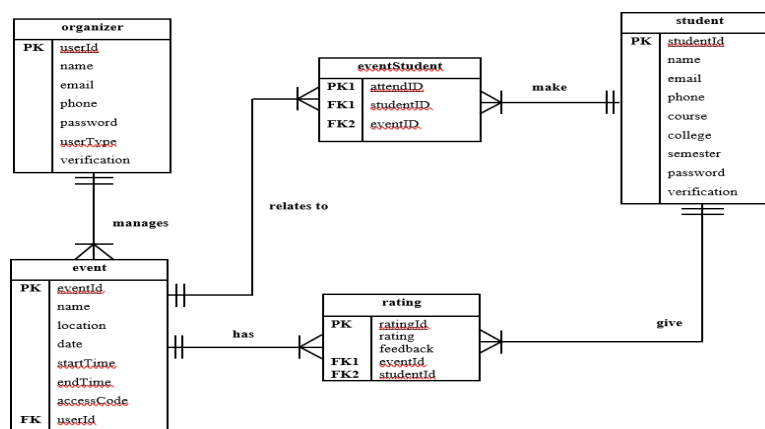 organizer
PK userId
name
email
phone
password
userType
verification
eventStudent
PK1 attendID
FK1 studentID
FK2 eventID
make
student
PK studentId
name
email
phone
course
college
semester
password
verification
manages
relates to
event
PK eventId
name
location
date
startTime
endTime
accessCode
FK userId
has
rating
PK ratingId
rating
feedback
FK1 eventId
FK2 studentId
give